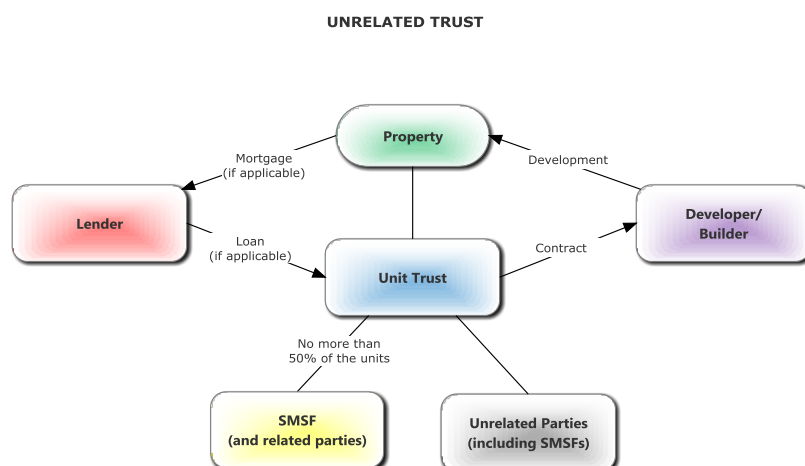 UNRELATED TRUST
Property
Mortgage
(if applicable)
Development
Lender
Developer/
Builder
Loan
(if applicable)
Contract
Unit Trust
No more than
50% of the units
SMSF
(and related parties)
Unrelated Parties
(including SMSFs)